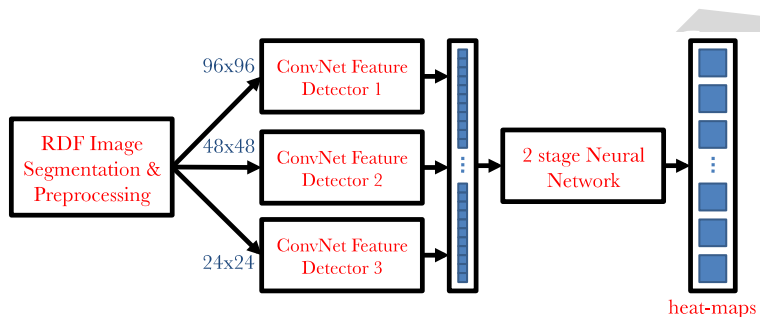 RDF Image
Segmentation &
Preprocessing
96x96
48x48
24x24
ConvNet Feature
Detector 1
ConvNet Feature
Detector 2
ConvNet Feature
Detector 3
...
2 stage Neural
Network
...
heat-maps